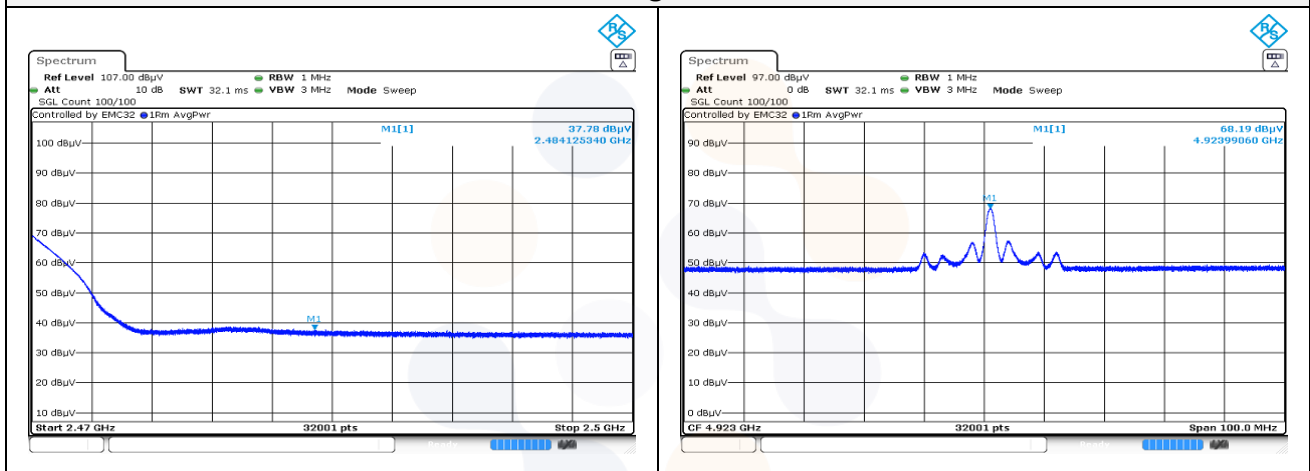 Spectrum
Ref Level 107.00 dBµV RBW 1 MHz
Att 10 dB SWT 32.1 ms VBW 3 MHz Mode Sweep
SGL Count 100/100
Controlled by EMC32 1Rm AvgPwr
M1[1] 37.78 dBµV
2.484125340 GHz
100 dBµV
90 dBµV
80 dBµV
70 dBµV
60 dBµV
50 dBµV
40 dBµV
M1
30 dBµV
20 dBµV
10 dBµV
Start 2.47 GHz 32001 pts Stop 2.5 GHz
R&S
Spectrum
Ref Level 97.00 dBµV RBW 1 MHz
Att 0 dB SWT 32.1 ms VBW 3 MHz Mode Sweep
SGL Count 100/100
Controlled by EMC32 1Rm AvgPwr
M1[1] 68.19 dBµV
4.92399060 GHz
90 dBµV
80 dBµV
70 dBµV
M1
60 dBµV
50 dBµV
40 dBµV
30 dBµV
20 dBµV
10 dBµV
0 dBµV
CF 4.923 GHz 32001 pts Span 100.0 MHz
R&S